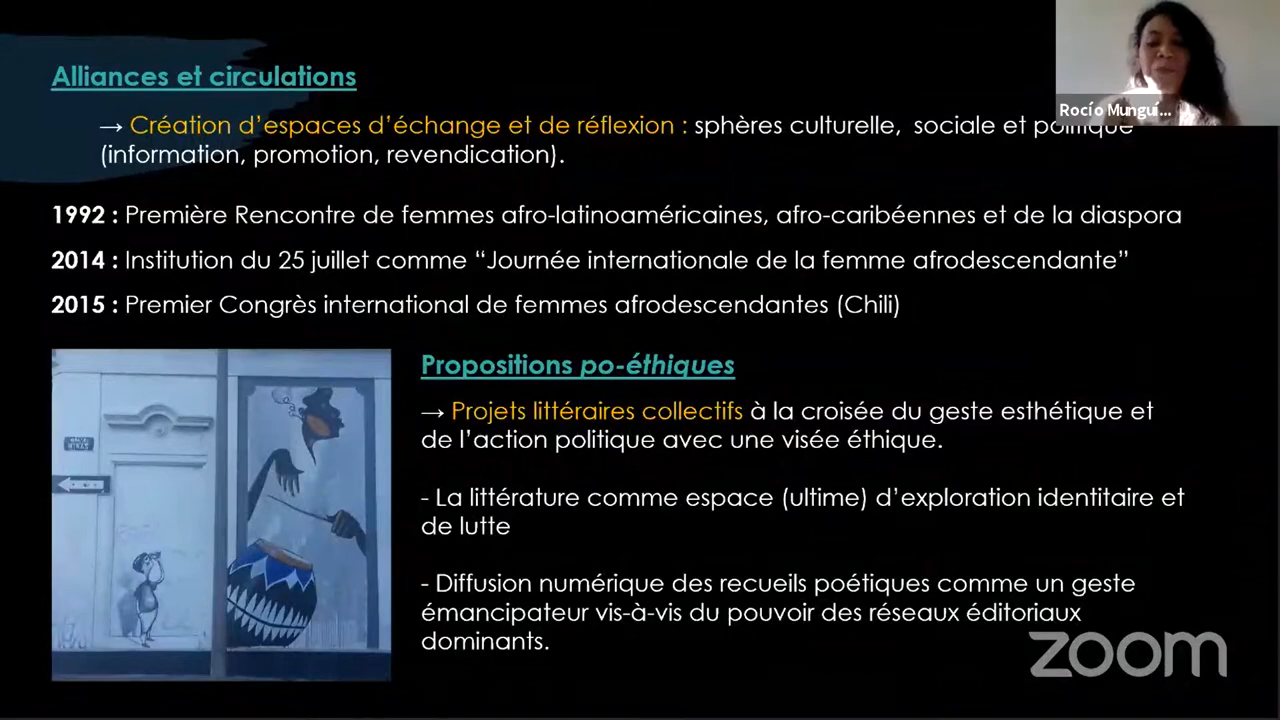 Alliances et circulations
→ Création d’espaces d’échange et de réflexion : sphères culturelle, sociale et politique
(information, promotion, revendication).
Rocío Munguí...
1992 : Première Rencontre de femmes afro-latinoaméricaines, afro-caribéennes et de la diaspora
2014 : Institution du 25 juillet comme “Journée internationale de la femme afrodescendante”
2015 : Premier Congrès international de femmes afrodescendantes (Chili)
Propositions po-éthiques
→ Projets littéraires collectifs à la croisée du geste esthétique et
de l’action politique avec une visée éthique.
- La littérature comme espace (ultime) d’exploration identitaire et
de lutte
- Diffusion numérique des recueils poétiques comme un geste
émancipateur vis-à-vis du pouvoir des réseaux éditoriaux
dominants.
zoom